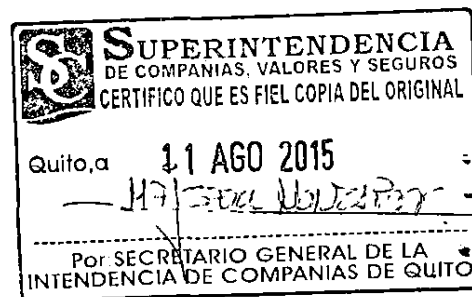 SUPERINTENDENCIA
DE COMPANIAS, VALORES Y SEGUROS
CERTIFICO QUE ES FIEL COPIA DEL ORIGINAL
Quito,a 11 AGO 2015
Por: SECRETARIO GENERAL DE LA
INTENDENCIA DE COMPANIAS DE QUITO